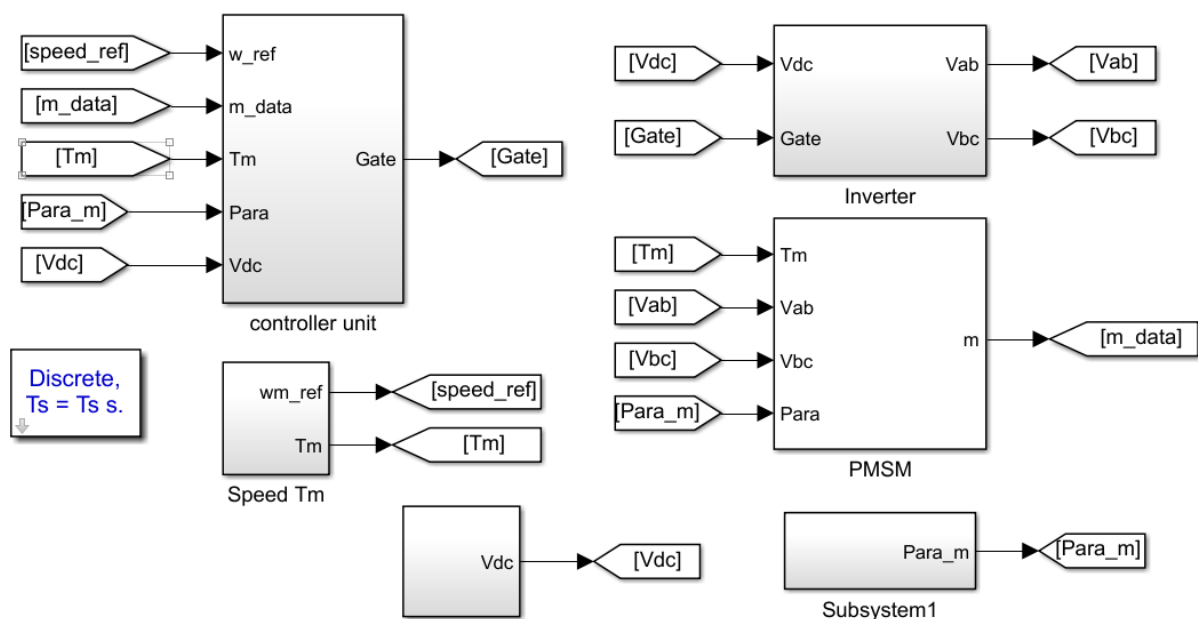 [speed_ref]
w_ref
[m_data]
m_data
[Tm]
Tm
Gate
[Gate]
[Para_m]
Para
[Vdc]
Vdc
controller unit
[Vdc]
Vdc
Vab
[Vab]
[Gate]
Gate
Vbc
[Vbc]
Inverter
[Tm]
Tm
[Vab]
Vab
[Vbc]
Vbc
m
[m_data]
[Para_m]
Para
PMSM
Discrete,
Ts = Ts s.
wm_ref
[speed_ref]
Tm
[Tm]
Speed Tm
Vdc
[Vdc]
Para_m
[Para_m]
Subsystem1